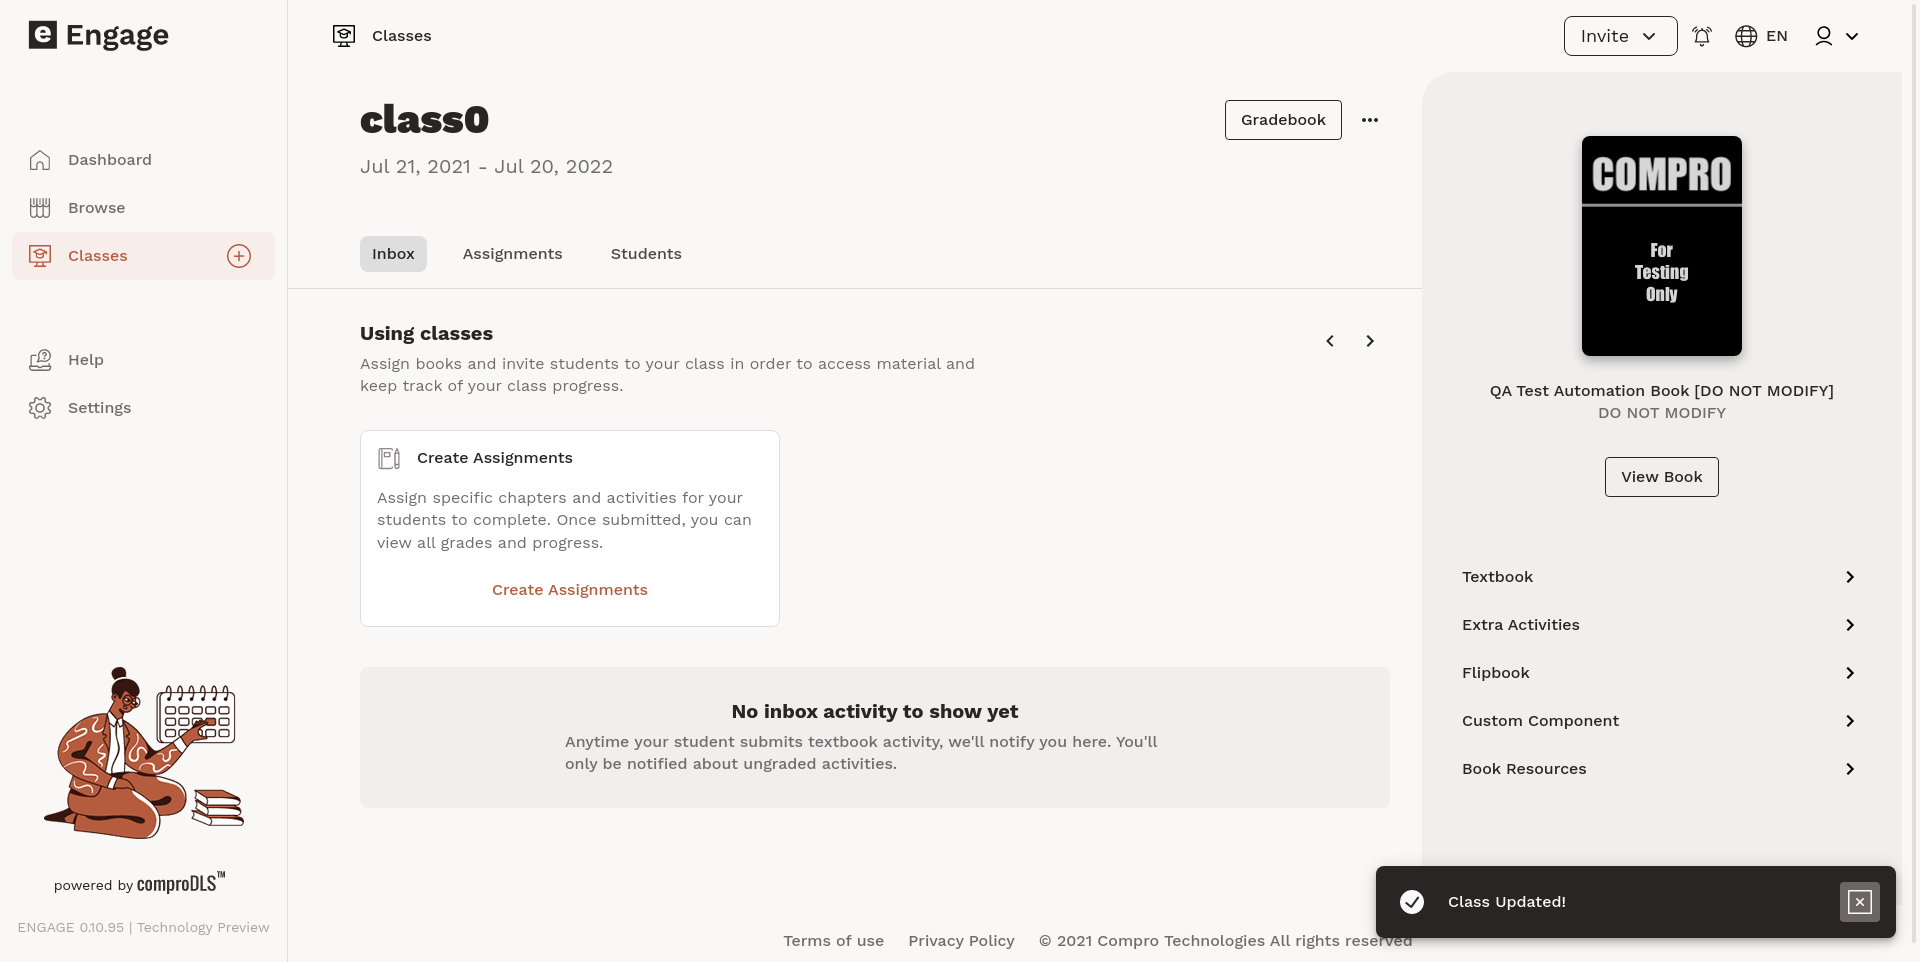 Engage
Dashboard
Browse
Classes
Help
Settings
powered by comproDLS™
ENGAGE 0.10.95 | Technology Preview
Classes
Invite
EN
class0
Gradebook
Jul 21, 2021 - Jul 20, 2022
Inbox
Assignments
Students
Using classes
Assign books and invite students to your class in order to access material and
keep track of your class progress.
Create Assignments
Assign specific chapters and activities for your
students to complete. Once submitted, you can
view all grades and progress.
Create Assignments
No inbox activity to show yet
Anytime your student submits textbook activity, we'll notify you here. You'll
only be notified about ungraded activities.
COMPRO
For
Testing
Only
QA Test Automation Book [DO NOT MODIFY]
DO NOT MODIFY
View Book
Textbook
Extra Activities
Flipbook
Custom Component
Book Resources
Class Updated!
Terms of use
Privacy Policy
© 2021 Compro Technologies All rights reserved